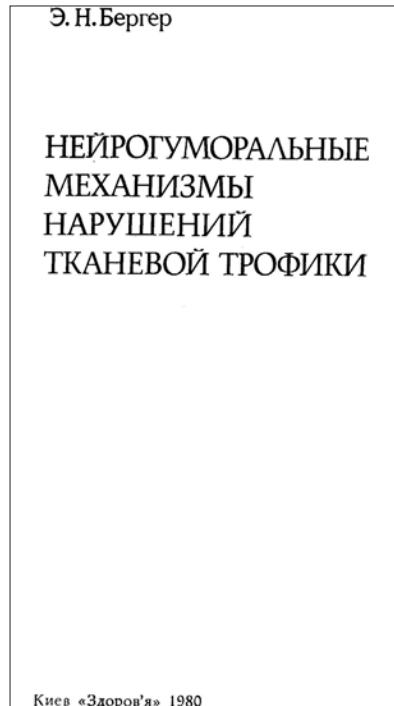 Э. Н. Бергер
НЕЙРОГУМОРАЛЬНЫЕ
МЕХАНИЗМЫ
НАРУШЕНИЙ
ТКАНЕВОЙ ТРОФИКИ
Киев «Здоров'я» 1980